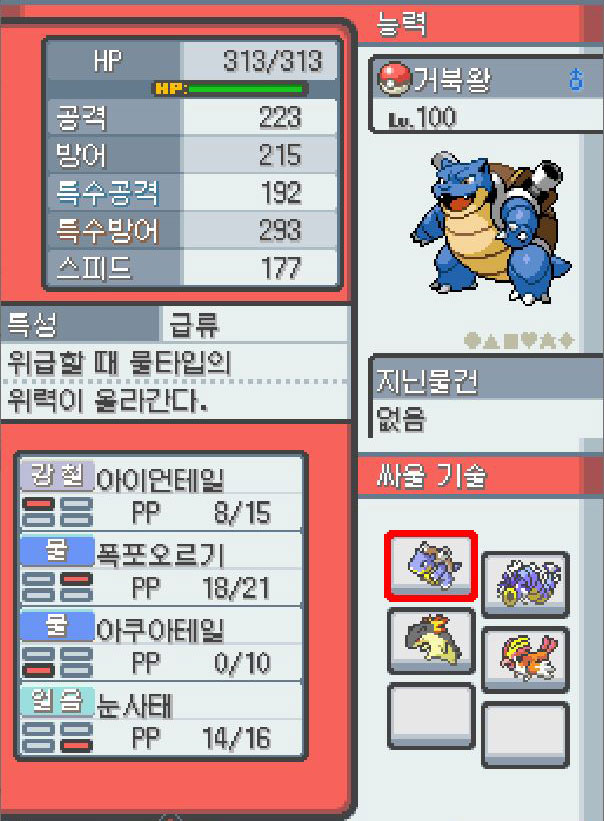 능력
HP 313/313
HP:
공격 223
방어 215
특수공격 192
특수방어 293
스피드 177
거북왕 ♂
Lv.100
특성 급류
위급할 때 물타입의
위력이 올라간다.
지닌물건
없음
강철 아이언테일
PP 8/15
물 폭포오르기
PP 18/21
물 아쿠아테일
PP 0/10
얼음 눈사태
PP 14/16
싸울 기술